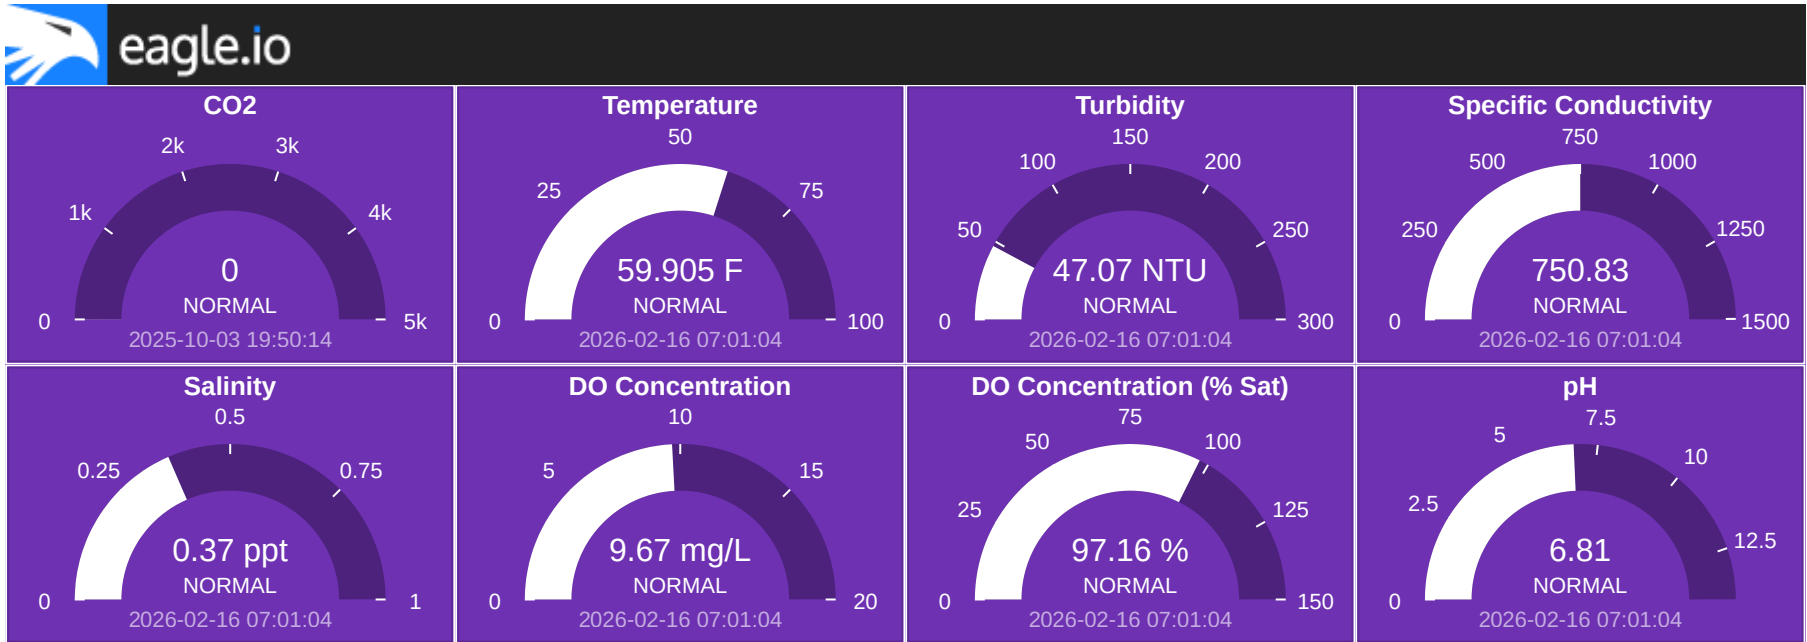 eagle.io
CO2
0
1k
2k
3k
4k
5k
0
NORMAL
2025-10-03 19:50:14
Temperature
0
25
50
75
100
59.905 F
NORMAL
2026-02-16 07:01:04
Turbidity
0
50
100
150
200
250
300
47.07 NTU
NORMAL
2026-02-16 07:01:04
Specific Conductivity
0
250
500
750
1000
1250
1500
750.83
NORMAL
2026-02-16 07:01:04
Salinity
0
0.25
0.5
0.75
1
0.37 ppt
NORMAL
2026-02-16 07:01:04
DO Concentration
0
5
10
15
20
9.67 mg/L
NORMAL
2026-02-16 07:01:04
DO Concentration (% Sat)
0
25
50
75
100
125
150
97.16 %
NORMAL
2026-02-16 07:01:04
pH
0
2.5
5
7.5
10
12.5
6.81
NORMAL
2026-02-16 07:01:04